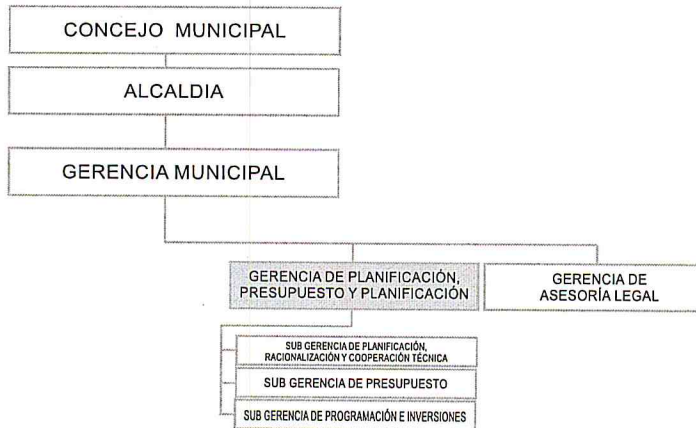 CONCEJO MUNICIPAL
ALCALDIA
GERENCIA MUNICIPAL
GERENCIA DE PLANIFICACIÓN,
PRESUPUESTO Y PLANIFICACIÓN
GERENCIA DE
ASESORÍA LEGAL
SUB GERENCIA DE PLANIFICACIÓN,
RACIONALIZACIÓN Y COOPERACIÓN TÉCNICA
SUB GERENCIA DE PRESUPUESTO
SUB GERENCIA DE PROGRAMACIÓN E INVERSIONES